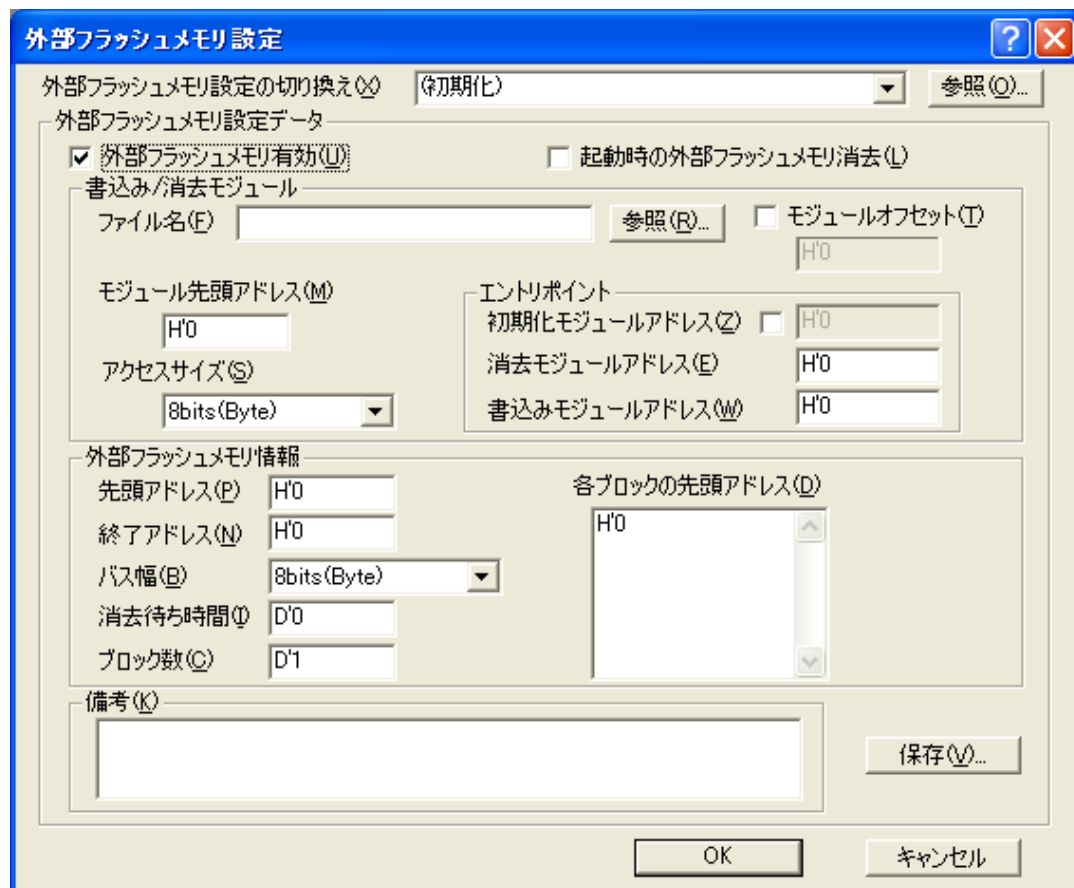 外部フラッシュメモリ設定
外部フラッシュメモリ設定の切り換え(X) (初期化) 参照(O)...
外部フラッシュメモリ設定データ
外部フラッシュメモリ有効(U) 起動時の外部フラッシュメモリ消去(L)
書込み/消去モジュール
ファイル名(F) 参照(R)... モジュールオフセット(T)
H'0
モジュール先頭アドレス(M)
H'0
アクセスサイズ(S)
8bits(Byte)
エントリポイント
初期化モジュールアドレス(Z) H'0
消去モジュールアドレス(E) H'0
書込みモジュールアドレス(W) H'0
外部フラッシュメモリ情報
先頭アドレス(P) H'0
終了アドレス(N) H'0
バス幅(B) 8bits(Byte)
消去待ち時間(I) D'0
ブロック数(C) D'1
各ブロックの先頭アドレス(D)
H'0
備考(K)
保存(V)...
OK キャンセル